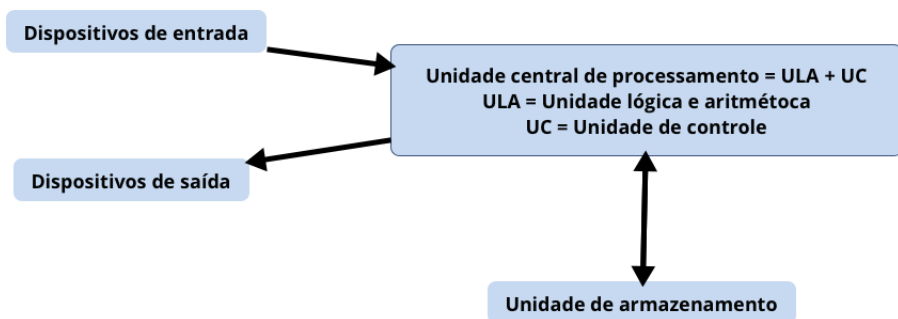 Dispositivos de entrada
Unidade central de processamento = ULA + UC
ULA = Unidade lógica e aritmétoca
UC = Unidade de controle
Dispositivos de saída
Unidade de armazenamento